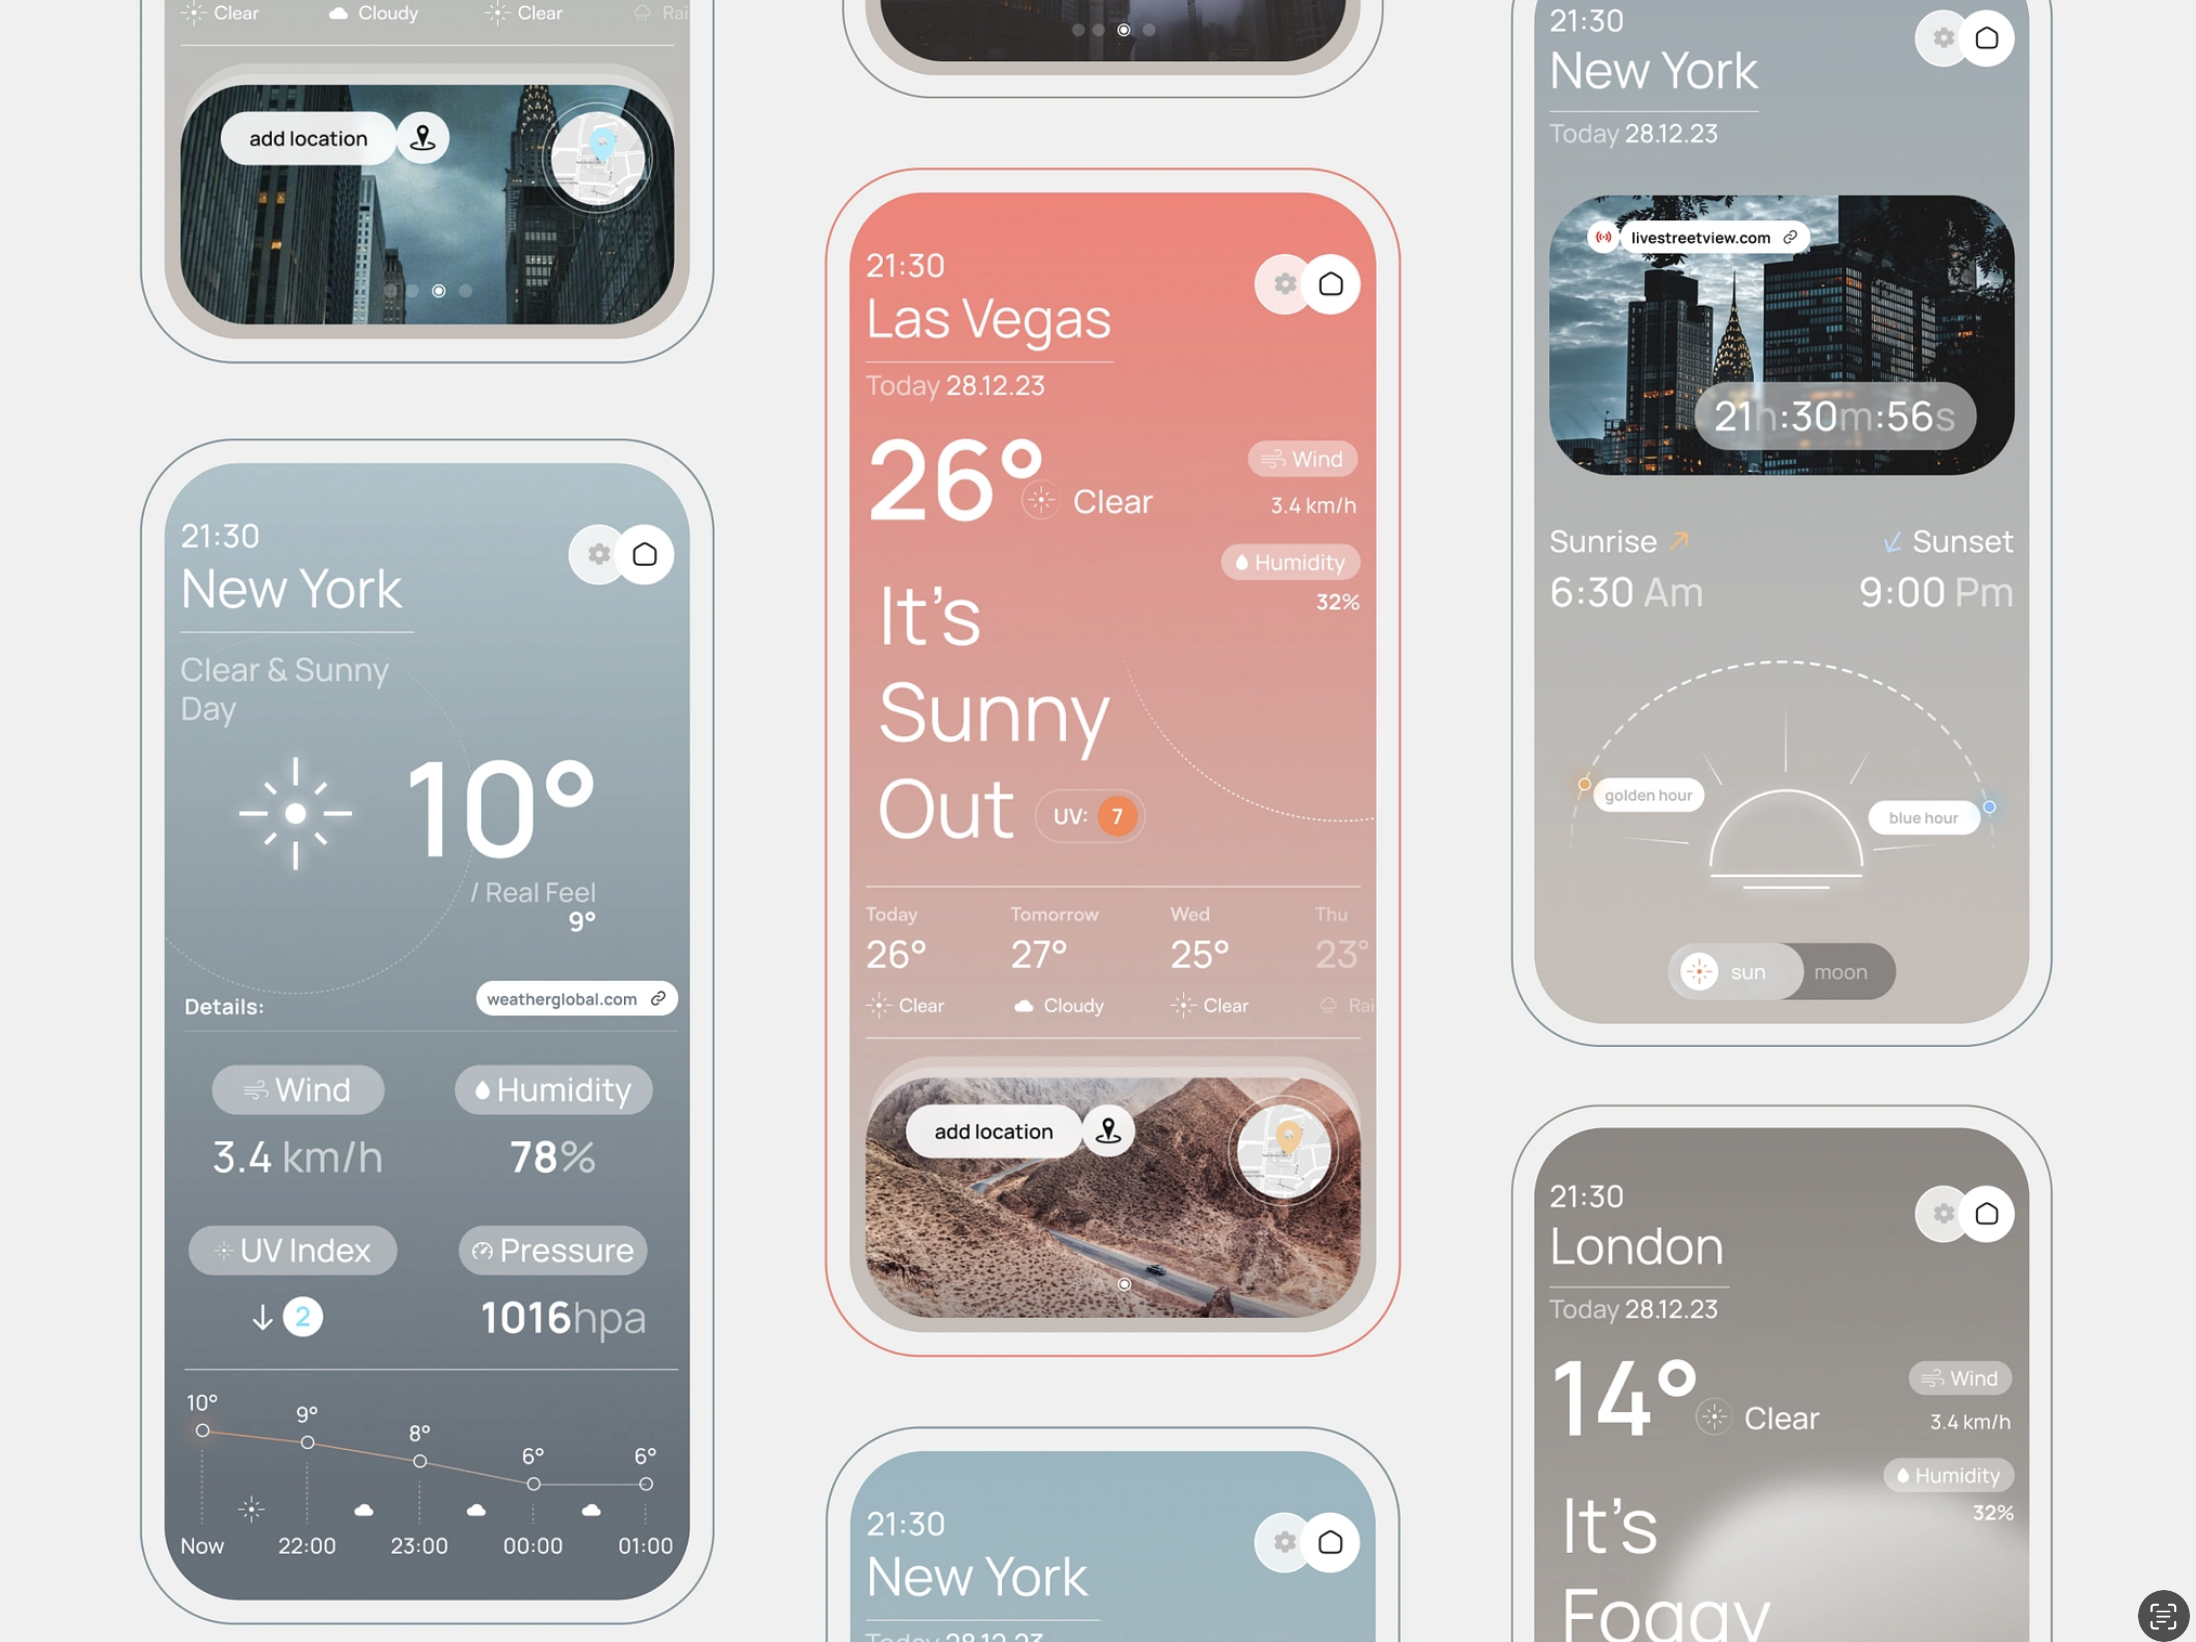 Clear Cloudy Clear
add location
21:30
New York
Clear & Sunny
Day
10°
/ Real Feel
9°
Details: weatherglobal.com
Wind Humidity
3.4 km/h 78%
UV Index Pressure
2 1016hpa
10° 9° 8° 6° 6°
Now 22:00 23:00 00:00 01:00
21:30
Las Vegas
Today 28.12.23
26° Clear
Wind
3.4 km/h
Humidity
32%
It's
Sunny
Out UV: 7
Today Tomorrow Wed Thu
26° 27° 25° 23°
Clear Cloudy Clear Rai
add location
21:30
New York
Today 28.12.23
21:30
New York
Today 28.12.23
livestreetview.com
21h:30m:56s
Sunrise Sunset
6:30 Am 9:00 Pm
golden hour blue hour
sun moon
21:30
London
Today 28.12.23
14° Clear
Wind
3.4 km/h
Humidity
32%
It's
Foggy